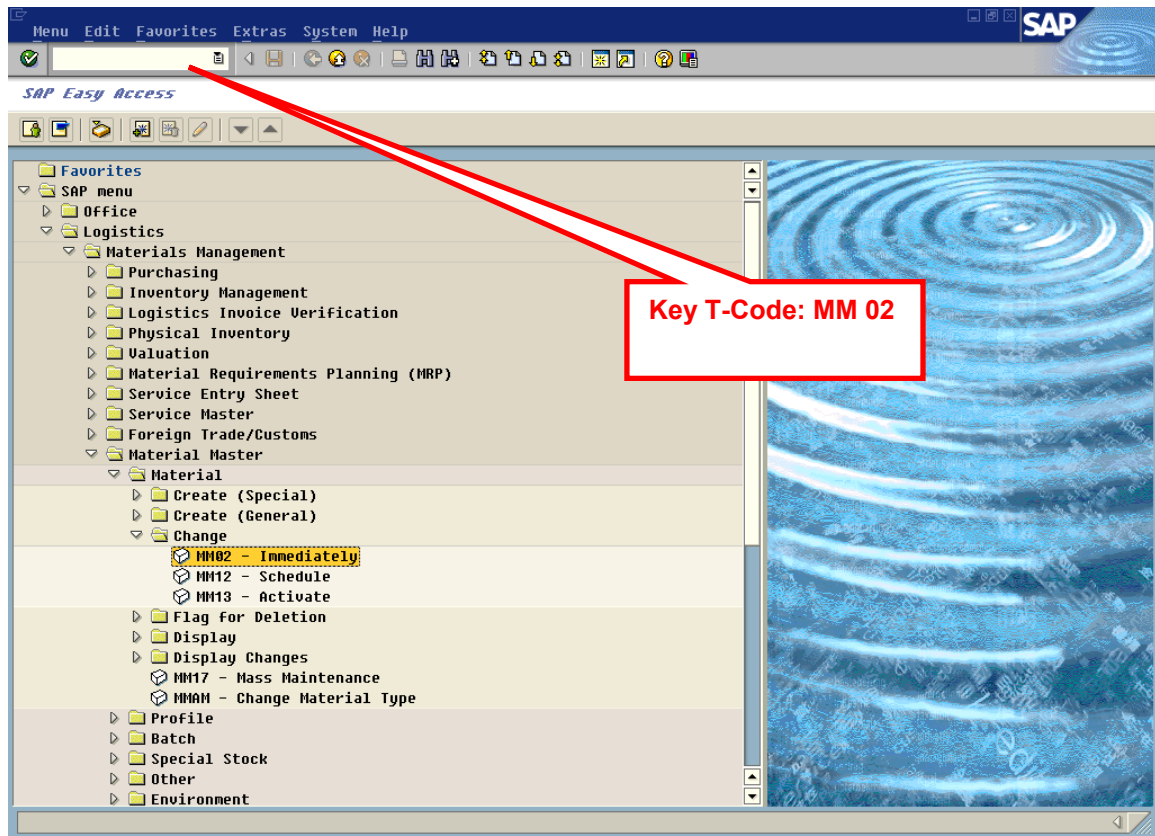 Menu Edit Favorites Extras System Help
SAP
SAP Easy Access
Favorites
SAP menu
Office
Logistics
Materials Management
Purchasing
Inventory Management
Logistics Invoice Verification
Physical Inventory
Valuation
Material Requirements Planning (MRP)
Service Entry Sheet
Service Master
Foreign Trade/Customs
Material Master
Material
Create (Special)
Create (General)
Change
MM02 - Immediately
MM12 - Schedule
MM13 - Activate
Flag for Deletion
Display
Display Changes
MM17 - Mass Maintenance
MMAM - Change Material Type
Profile
Batch
Special Stock
Other
Environment
Key T-Code: MM 02